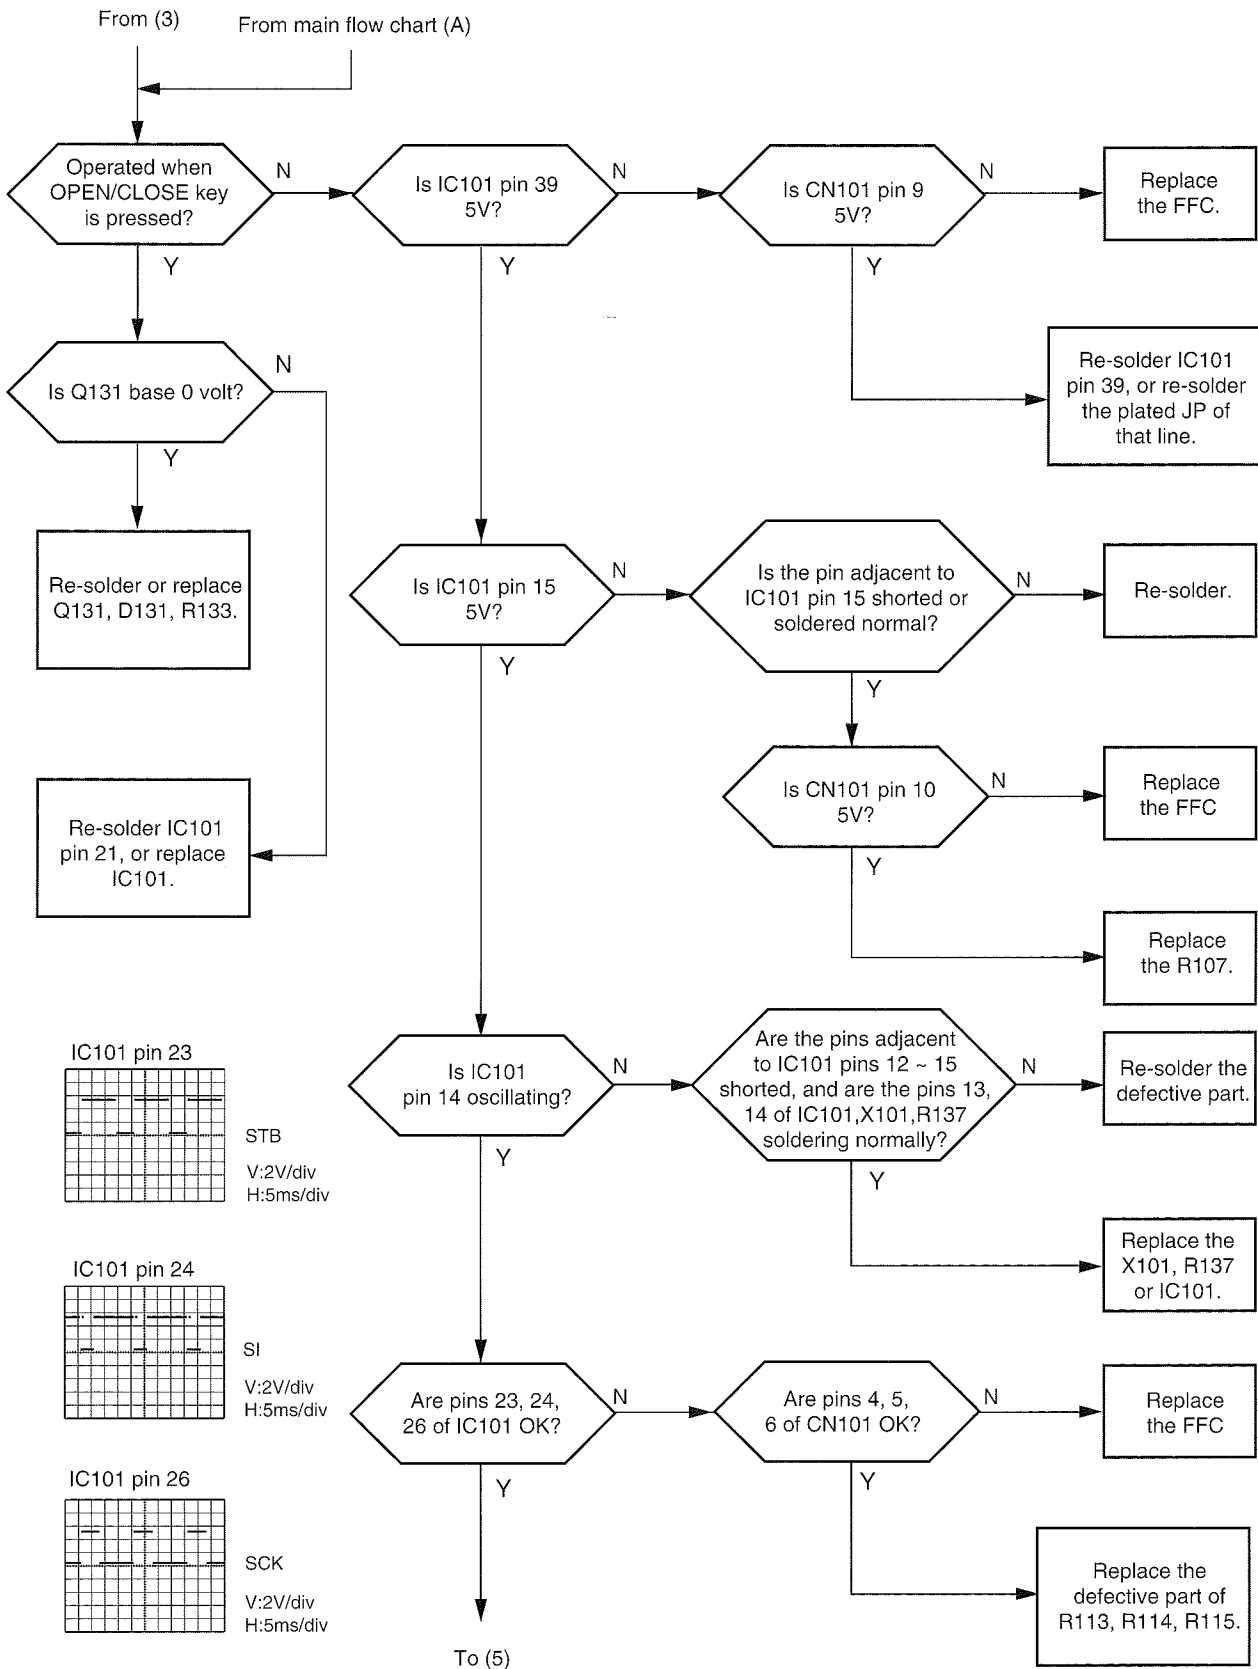 From (3)
From main flow chart (A)
Operated when
OPEN/CLOSE key
is pressed?
N
Y
Is IC101 pin 39
5V?
N
Y
Is CN101 pin 9
5V?
N
Y
Replace
the FFC.
Re-solder IC101
pin 39, or re-solder
the plated JP of
that line.
Is Q131 base 0 volt?
N
Y
Re-solder or replace
Q131, D131, R133.
Re-solder IC101
pin 21, or replace
IC101.
Is IC101 pin 15
5V?
N
Y
Is the pin adjacent to
IC101 pin 15 shorted or
soldered normal?
N
Y
Re-solder.
Is CN101 pin 10
5V?
N
Y
Replace
the FFC
Replace
the R107.
Is IC101
pin 14 oscillating?
N
Y
Are the pins adjacent
to IC101 pins 12 ~ 15
shorted, and are the pins 13,
14 of IC101,X101,R137
soldering normally?
N
Y
Re-solder the
defective part.
Replace the
X101, R137
or IC101.
IC101 pin 23
STB
V:2V/div
H:5ms/div
IC101 pin 24
SI
V:2V/div
H:5ms/div
IC101 pin 26
SCK
V:2V/div
H:5ms/div
Are pins 23, 24,
26 of IC101 OK?
N
Y
Are pins 4, 5,
6 of CN101 OK?
N
Y
Replace
the FFC
Replace the
defective part of
R113, R114, R115.
To (5)